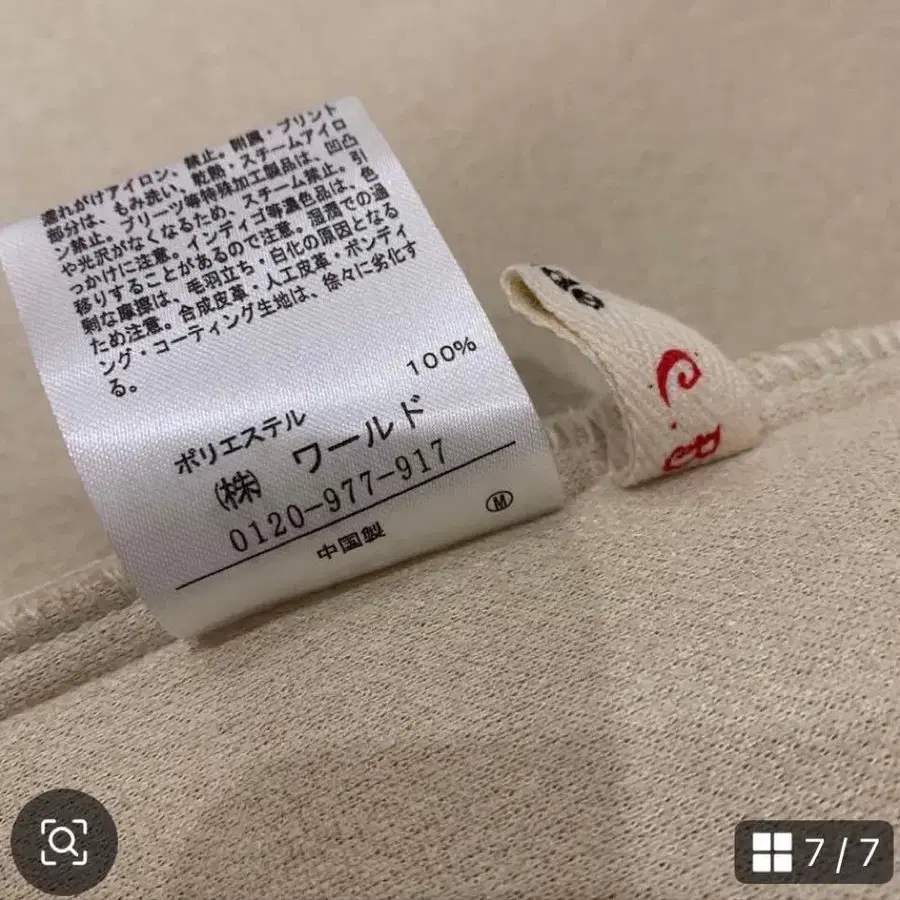 濡れがけアイロン、禁止。附属・プリント
部分は、もみ洗い、乾熱・スチームアイロ
ン禁止。プリーツ等特殊加工製品は、凹凸
や光沢がなくなるため、スチーム禁止。引
っかけに注意。インディゴ等濃色品は、色
移りすることがあるので注意。湿潤での過
剰な摩擦は、毛羽立ち・白化の原因となる
ため注意。合成皮革・人工皮革・ボンディ
ング・コーティング生地は、徐々に劣化す
る。
100%
ポリエステル
㈱ ワールド
0120-977-917
M
中国製
7 / 7